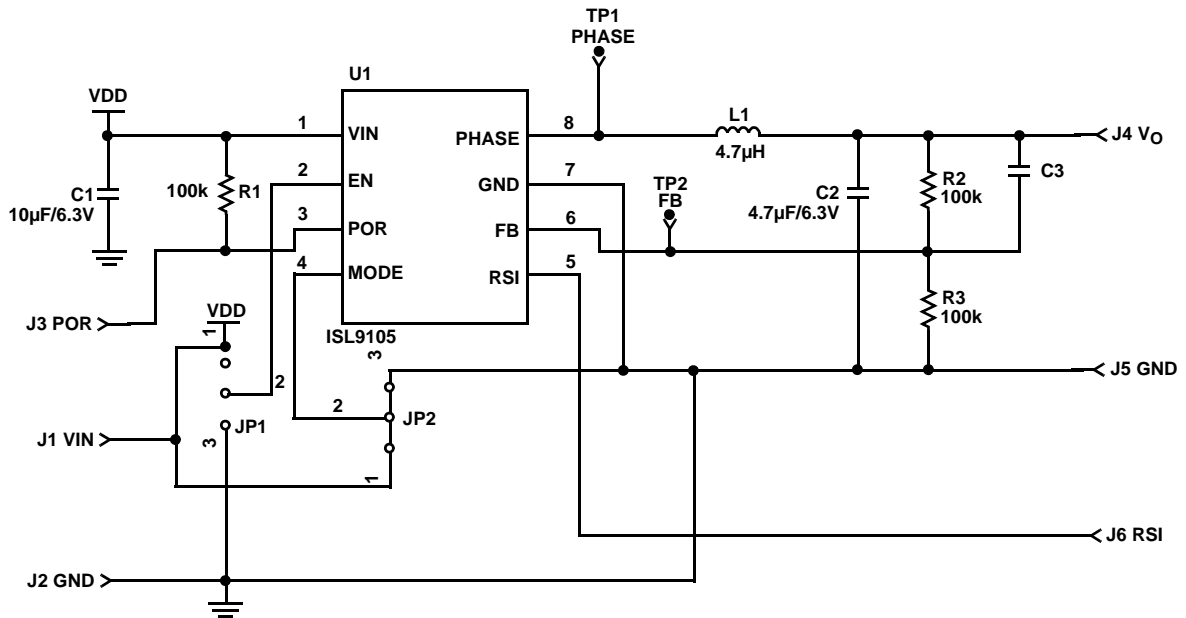 TP1
PHASE
U1
VDD
1
VIN
PHASE
8
L1
4.7µH
J4 VO
C1
10µF/6.3V
100k
R1
2
EN
GND
7
TP2
FB
C2
4.7µF/6.3V
R2
100k
C3
3
POR
FB
6
4
MODE
RSI
5
J3 POR
VDD
1
ISL9105
R3
100k
3
J5 GND
2
2
JP2
JP1
3
J1 VIN
1
J6 RSI
J2 GND